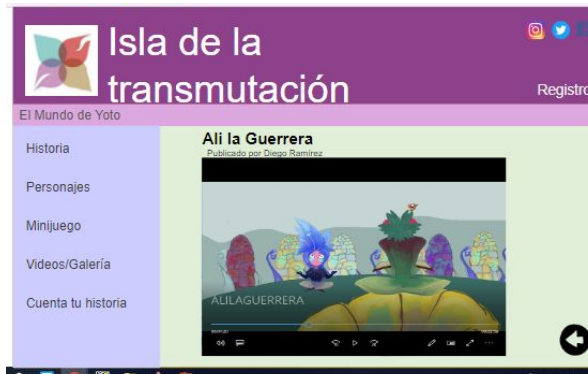 Isla de la
transmutación
Registro
El Mundo de Yoto
Historia
Personajes
Minijuego
Videos/Galería
Cuenta tu historia
Ali la Guerrera
Publicado por Diego Ramírez
ALILAGUERRERA